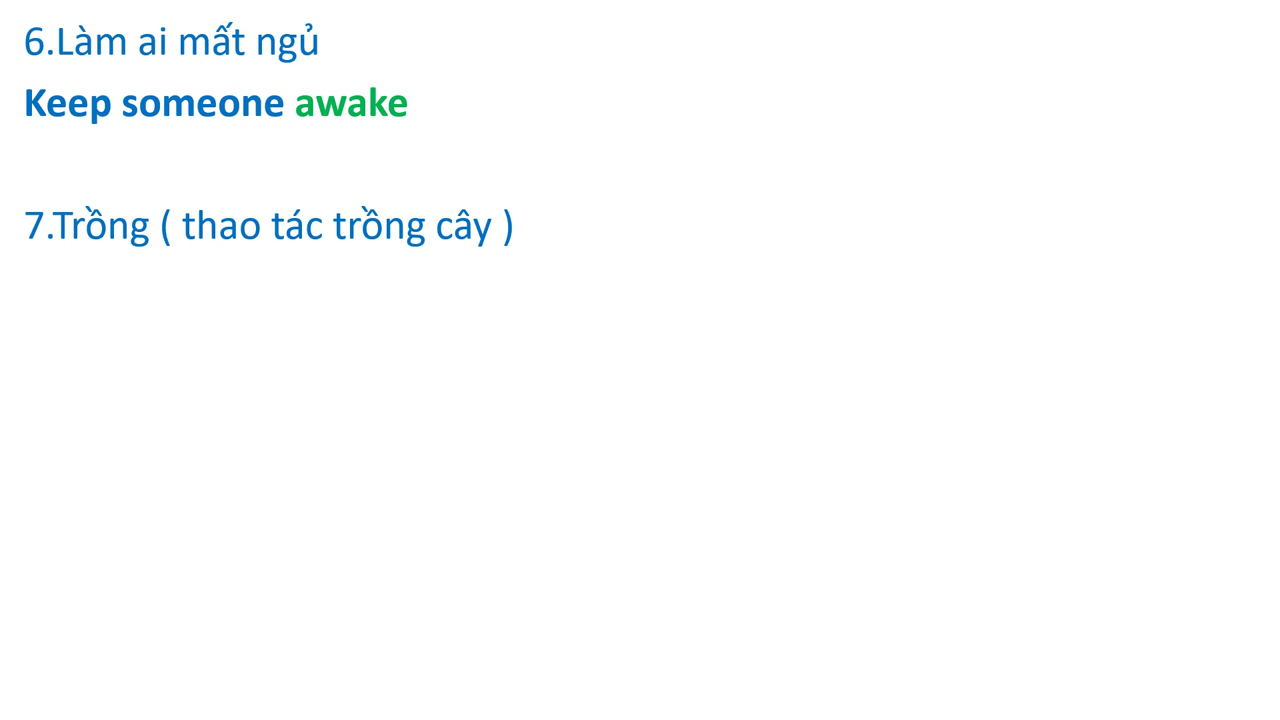 6.Làm ai mất ngủ
Keep someone awake
7.Trồng ( thao tác trồng cây )